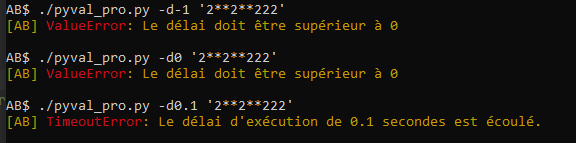 AB$ ./pyval_pro.py -d-1 '2**2**222'
[AB] ValueError: Le délai doit être supérieur à 0
AB$ ./pyval_pro.py -d0 '2**2**222'
[AB] ValueError: Le délai doit être supérieur à 0
AB$ ./pyval_pro.py -d0.1 '2**2**222'
[AB] TimeoutError: Le délai d'exécution de 0.1 secondes est écoulé.